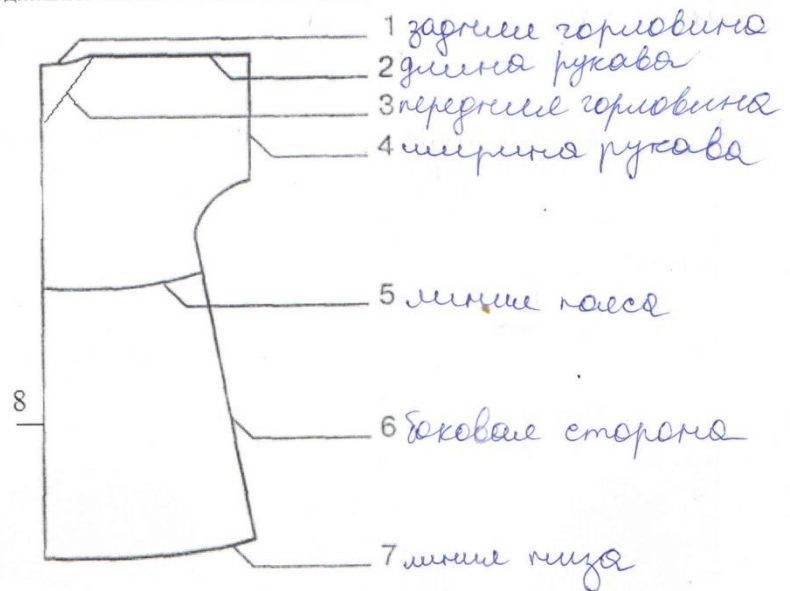 1 задняя горловина
2 длина рукава
3 передняя горловина
4 ширина рукава
5 линия пояса
8
6 боковая сторона
7 линия низа